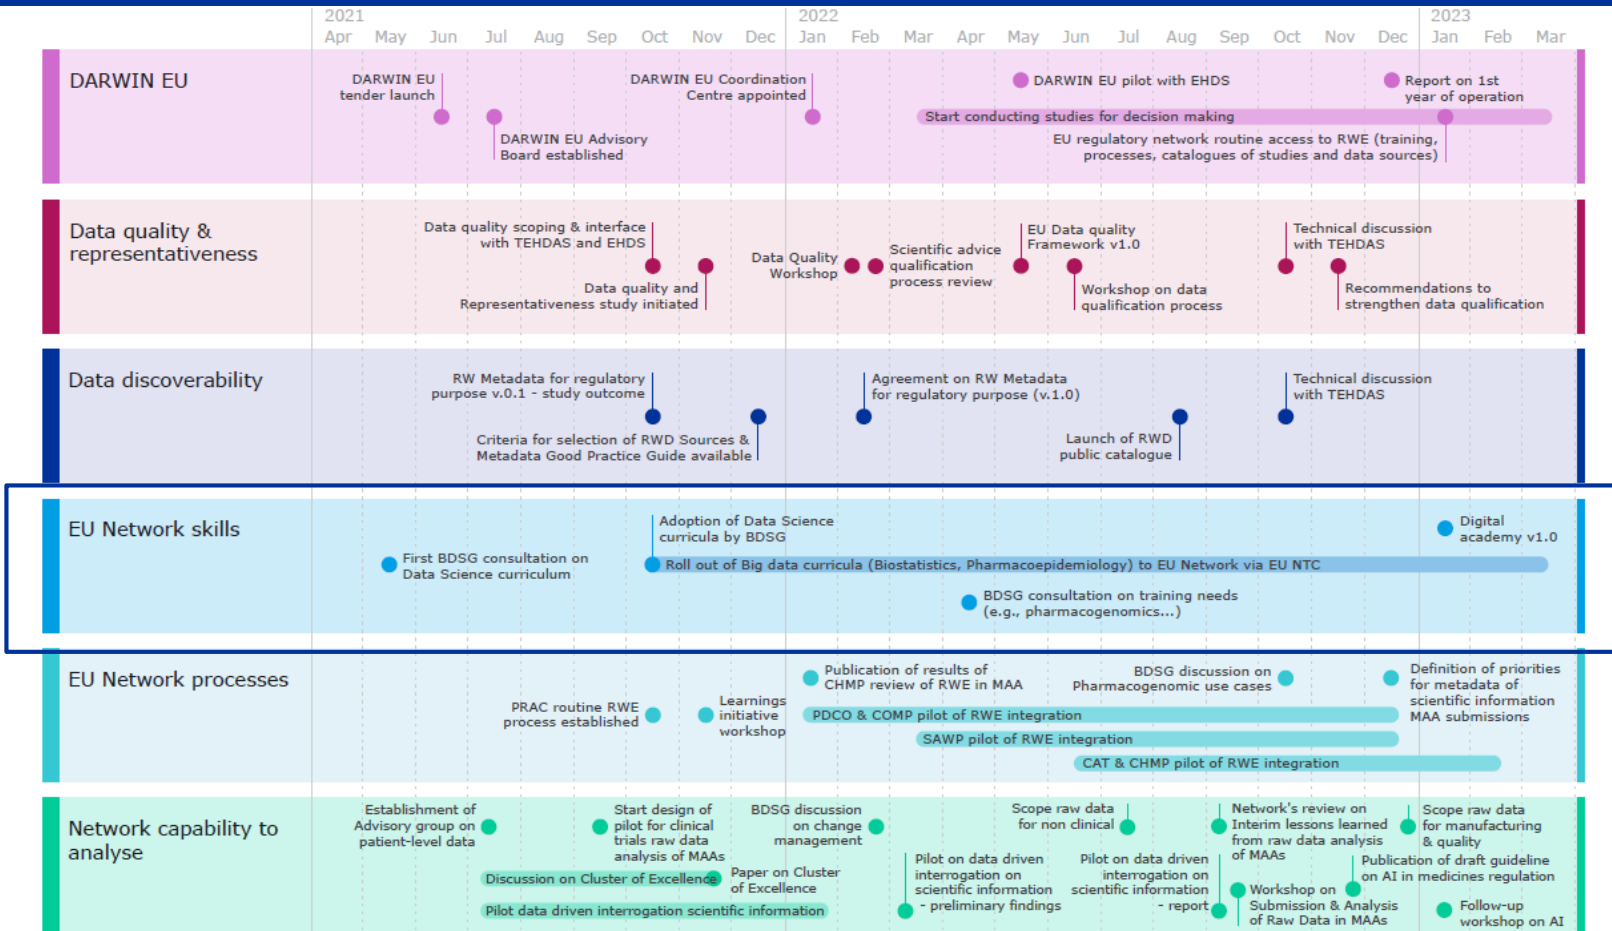 2021
2022
2023
Apr May Jun Jul Aug Sep Oct Nov Dec Jan Feb Mar Apr May Jun Jul Aug Sep Oct Nov Dec Jan Feb Mar
DARWIN EU
DARWIN EU
tender launch
DARWIN EU Advisory
Board established
DARWIN EU Coordination
Centre appointed
DARWIN EU pilot with EHDS
Report on 1st
year of operation
Start conducting studies for decision making
EU regulatory network routine access to RWE (training,
processes, catalogues of studies and data sources)
Data quality &
representativeness
Data quality scoping & interface
with TEHDAS and EHDS
Data quality and
Representativeness study initiated
Data Quality
Workshop
Scientific advice
qualification
process review
EU Data quality
Framework v1.0
Workshop on data
qualification process
Technical discussion
with TEHDAS
Recommendations to
strengthen data qualification
Data discoverability
RW Metadata for regulatory
purpose v.0.1 - study outcome
Criteria for selection of RWD Sources &
Metadata Good Practice Guide available
Agreement on RW Metadata
for regulatory purpose (v.1.0)
Launch of RWD
public catalogue
Technical discussion
with TEHDAS
EU Network skills
First BDSG consultation on
Data Science curriculum
Adoption of Data Science
curricula by BDSG
Roll out of Big data curricula (Biostatistics, Pharmacoepidemiology) to EU Network via EU NTC
BDSG consultation on training needs
(e.g., pharmacogenomics...)
Digital
academy v1.0
EU Network processes
PRAC routine RWE
process established
Learnings
initiative
workshop
Publication of results of
CHMP review of RWE in MAA
BDSG discussion on
Pharmacogenomic use cases
Definition of priorities
for metadata of
scientific information
MAA submissions
PDCO & COMP pilot of RWE integration
SAWP pilot of RWE integration
CAT & CHMP pilot of RWE integration
Network capability to
analyse
Establishment of
Advisory group on
patient-level data
Start design of
pilot for clinical
trials raw data
analysis of MAAs
BDSG discussion
on change
management
Scope raw data
for non clinical
Network's review on
Interim lessons learned
from raw data analysis
of MAAs
Scope raw data
for manufacturing
& quality
Discussion on Cluster of Excellence
Paper on Cluster
of Excellence
Pilot data driven interrogation scientific information
Pilot on data driven
interrogation on
scientific information
- preliminary findings
Pilot on data driven
interrogation on
scientific information
- report
Workshop on
Submission & Analysis
of Raw Data in MAAs
Publication of draft guideline
on AI in medicines regulation
Follow-up
workshop on AI